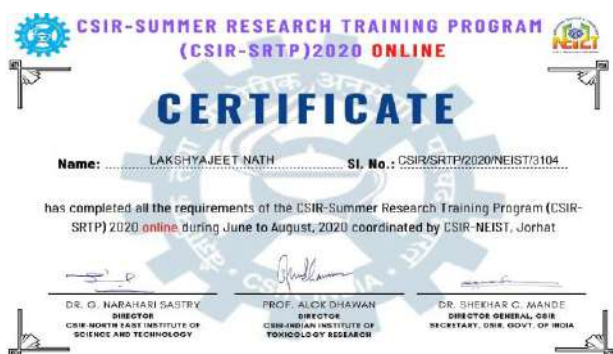 CSIR-SUMMER RESEARCH TRAINING PROGRAM
(CSIR-SRTP)2020 ONLINE
NEIST
CERTIFICATE
Name: LAKSHYAJEET NATH Sl. No.: CSIR/SRTP/2020/NEIST/3104
has completed all the requirements of the CSIR-Summer Research Training Program (CSIR-
SRTP) 2020 online during June to August, 2020 coordinated by CSIR-NEIST, Jorhat
DR. G. NARAHARI SASTRY
DIRECTOR
CSIR-NORTH EAST INSTITUTE OF
SCIENCE AND TECHNOLOGY
PROF. ALOK DHAWAN
DIRECTOR
CSIR-INDIAN INSTITUTE OF
TOXICOLOGY RESEARCH
DR. SHEKHAR C. MANDE
DIRECTOR GENERAL, CSIR
SECRETARY, DSIR, GOVT. OF INDIA